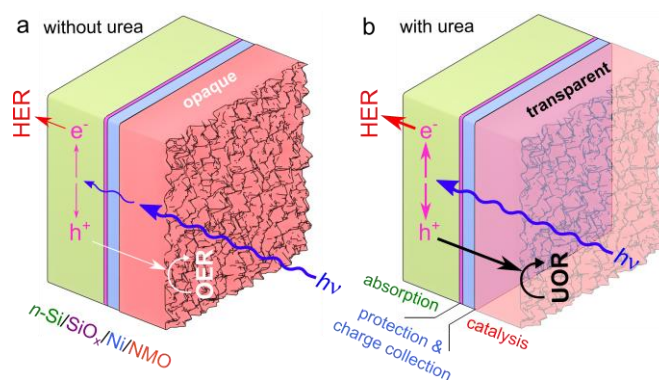 a without urea
opaque
HER
e-
h+
OER
hν
n-Si/SiOx/Ni/NMO
b with urea
transparent
HER
e-
h+
UOR
hν
absorption
protection &
charge collection
catalysis